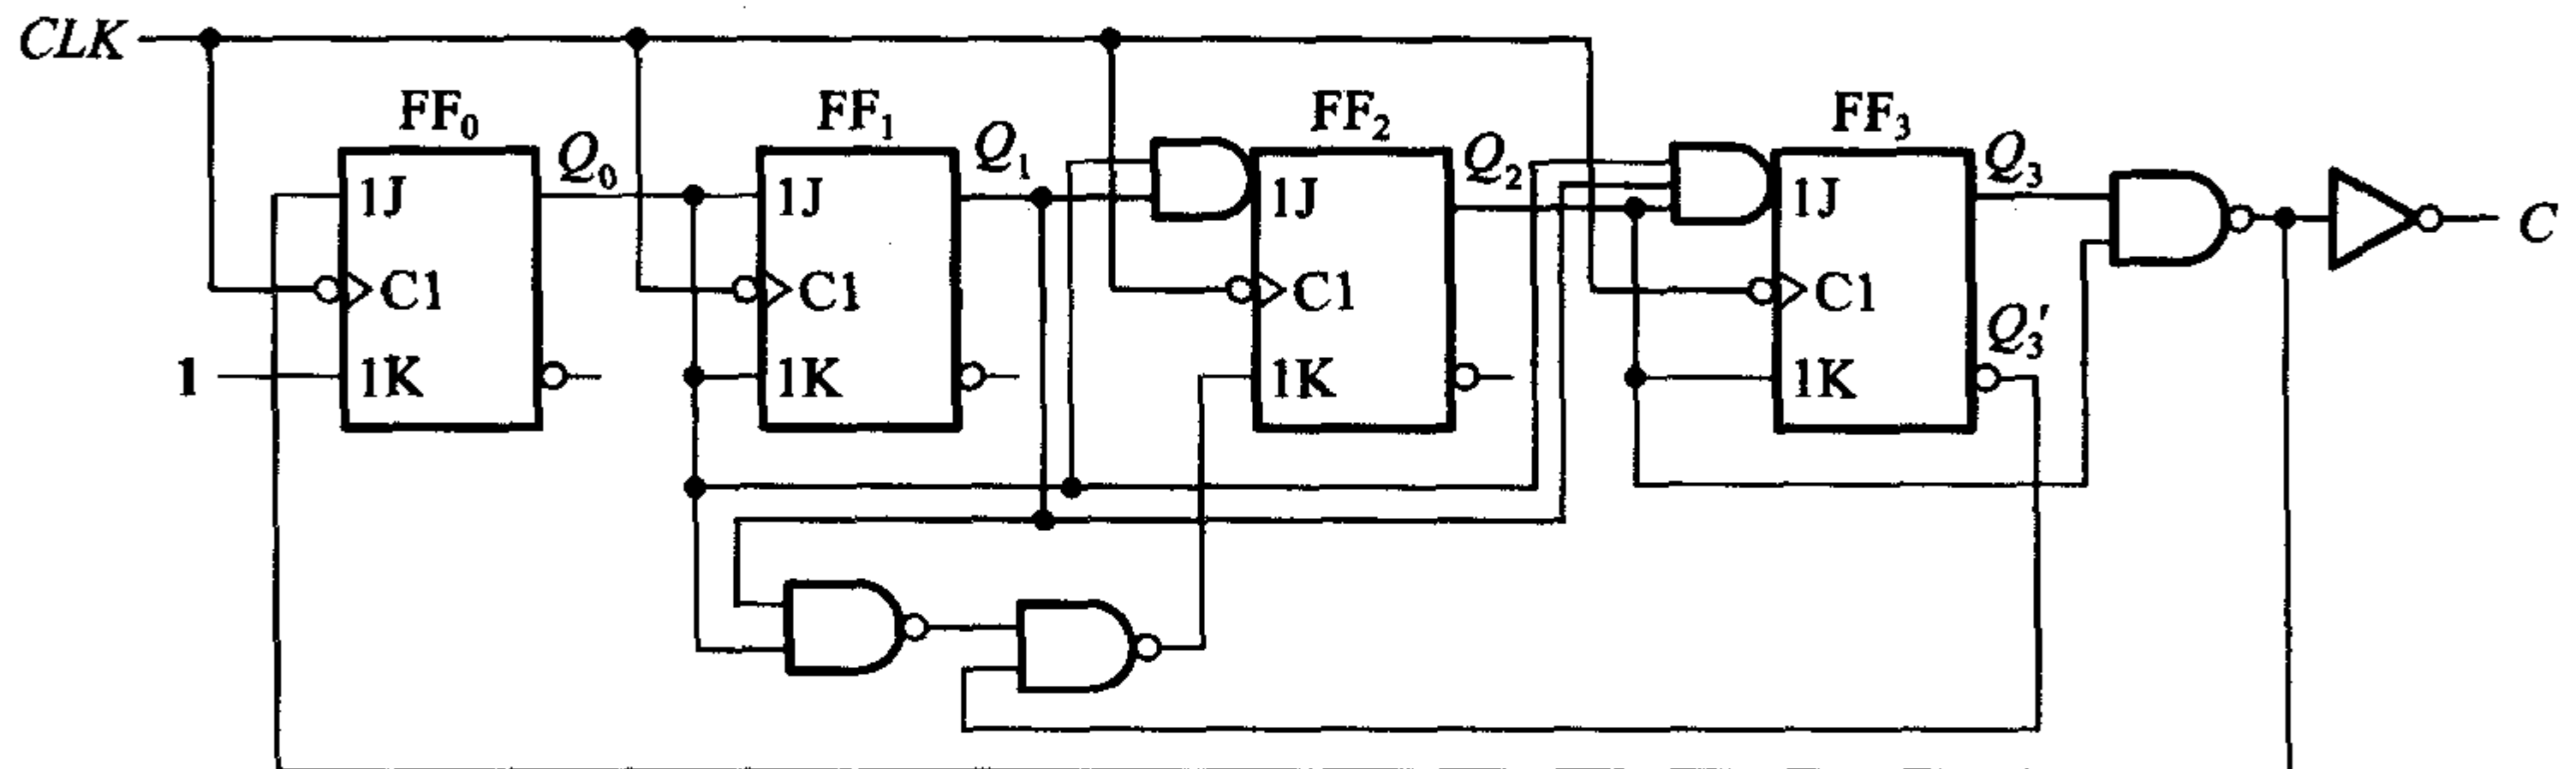 CLK
FF₀
FF₁
FF₂
FF₃
Q₀
Q₁
Q₂
Q₃
1J
1J
1J
1J
C
C1
C1
C1
C1
Q₃′
1
1K
1K
1K
1K